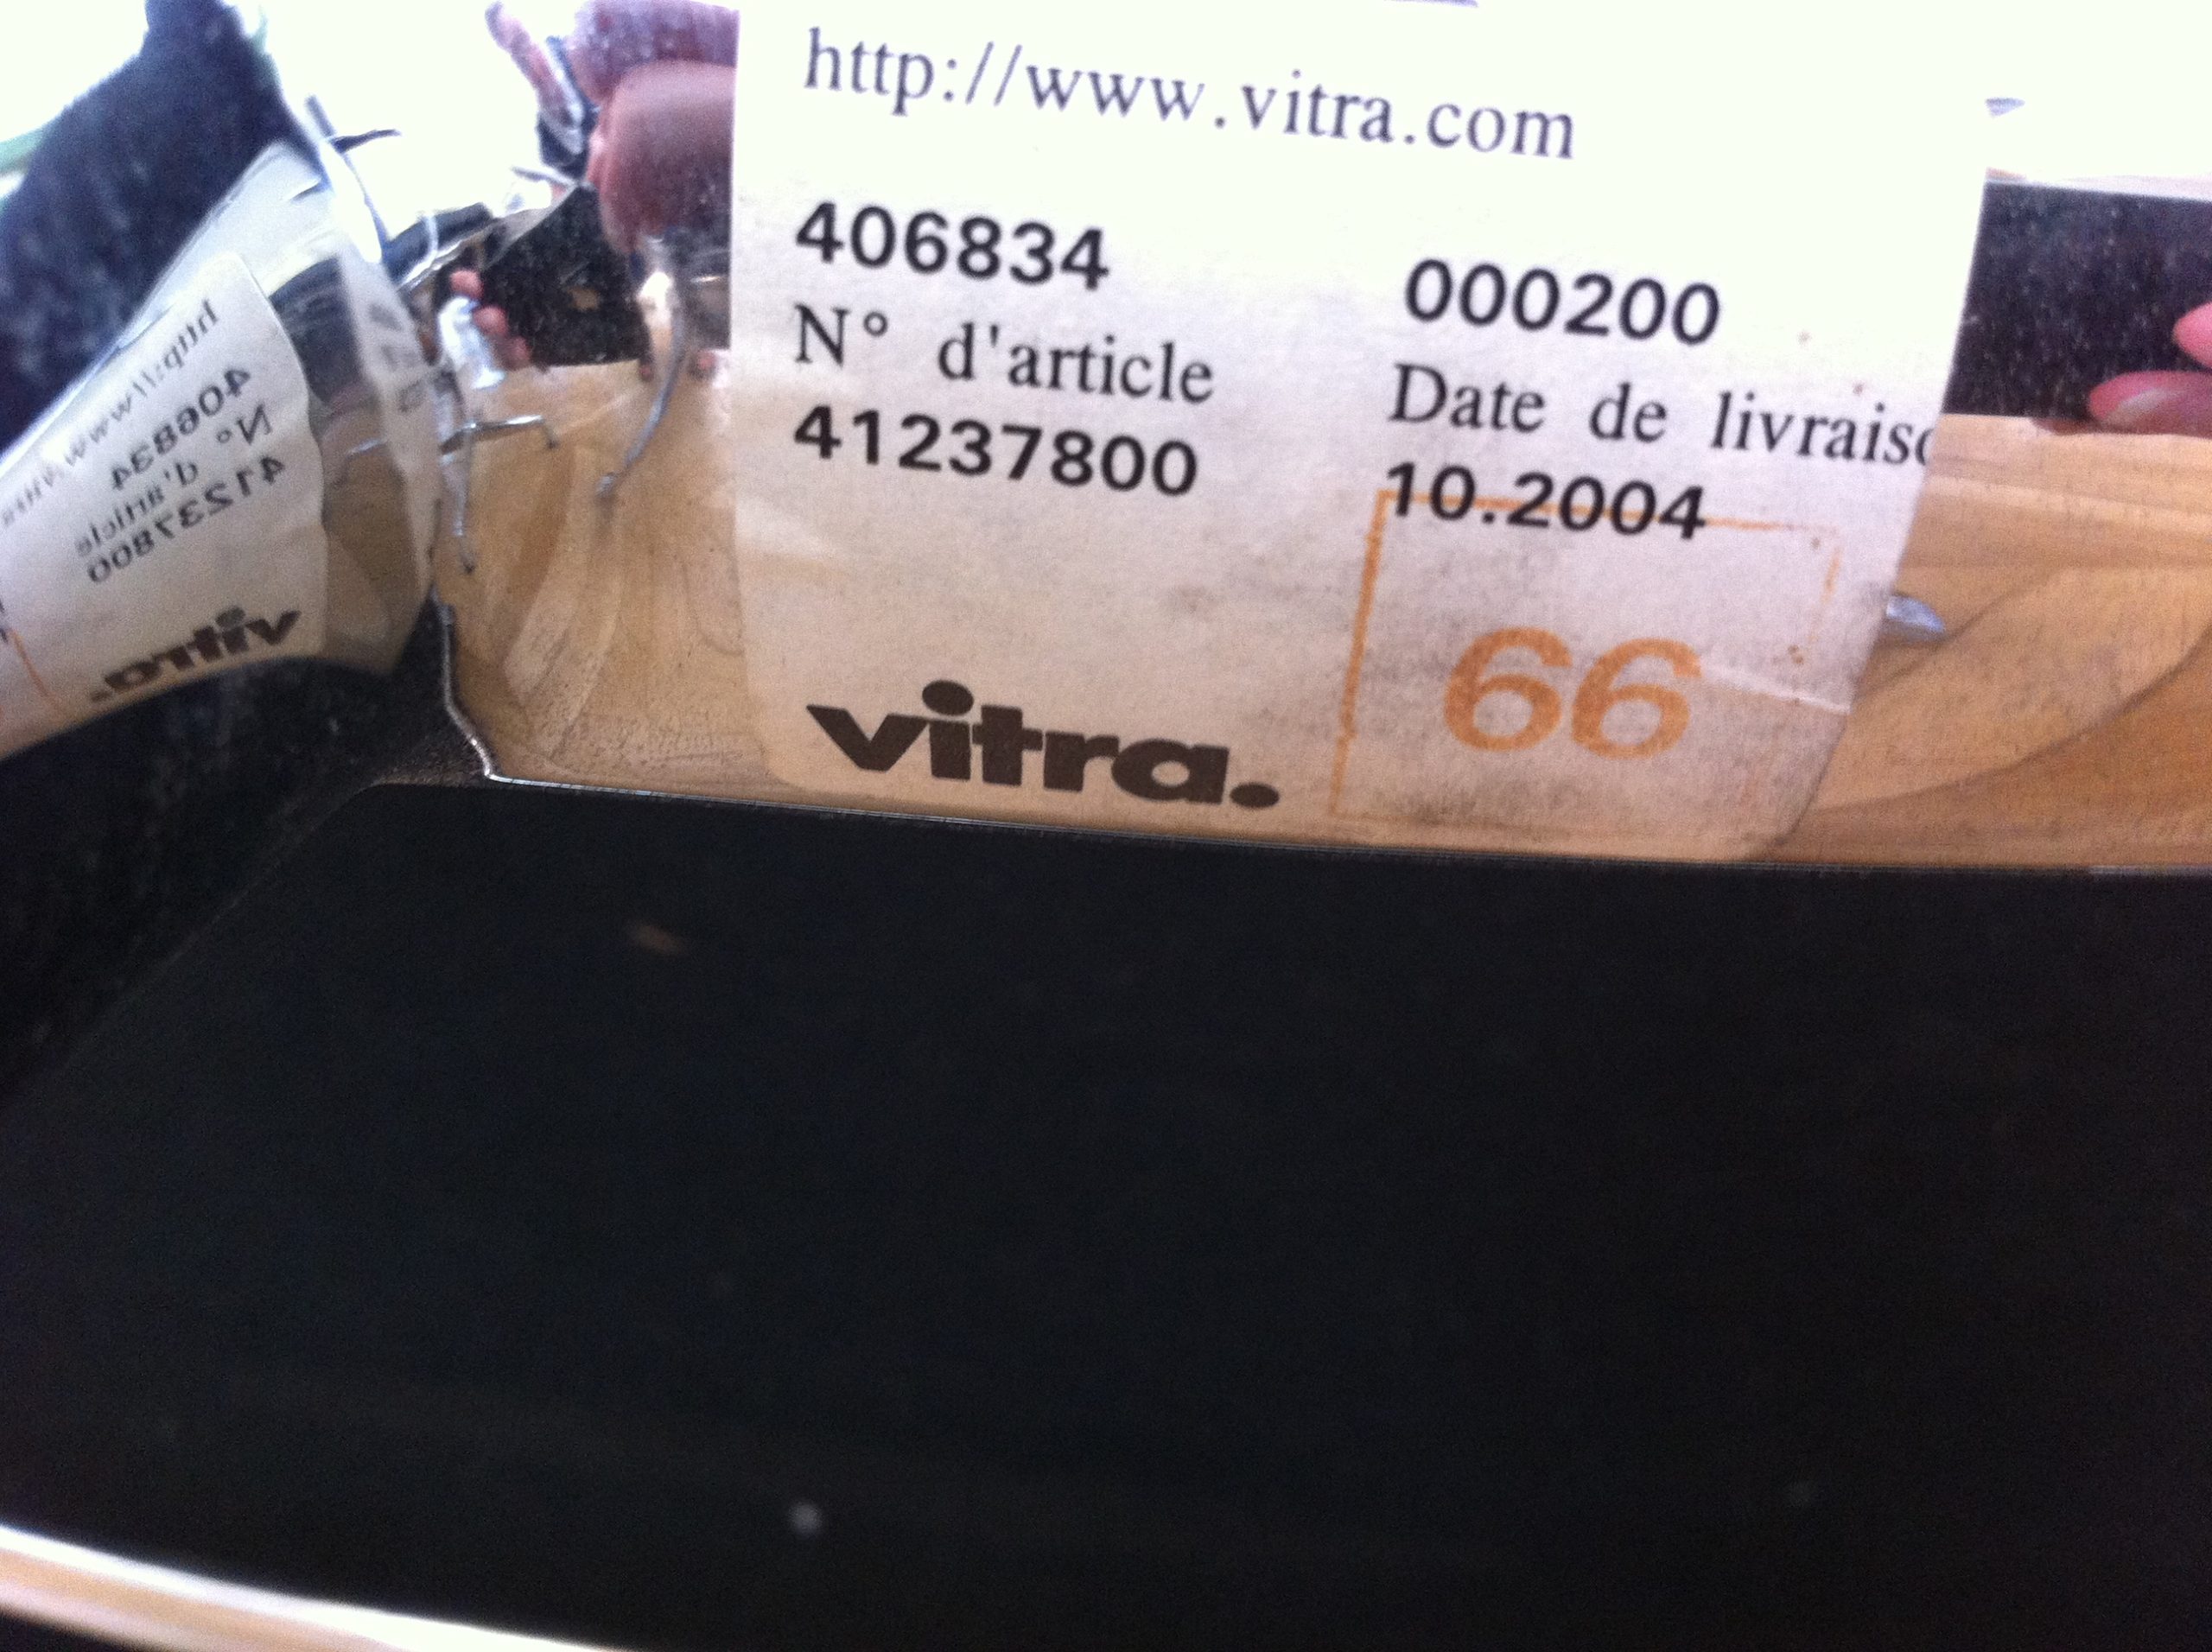 http://www.vitra.com
406834 000200
N° d'article Date de livraiso
41237800 10.2004
66
vitra.